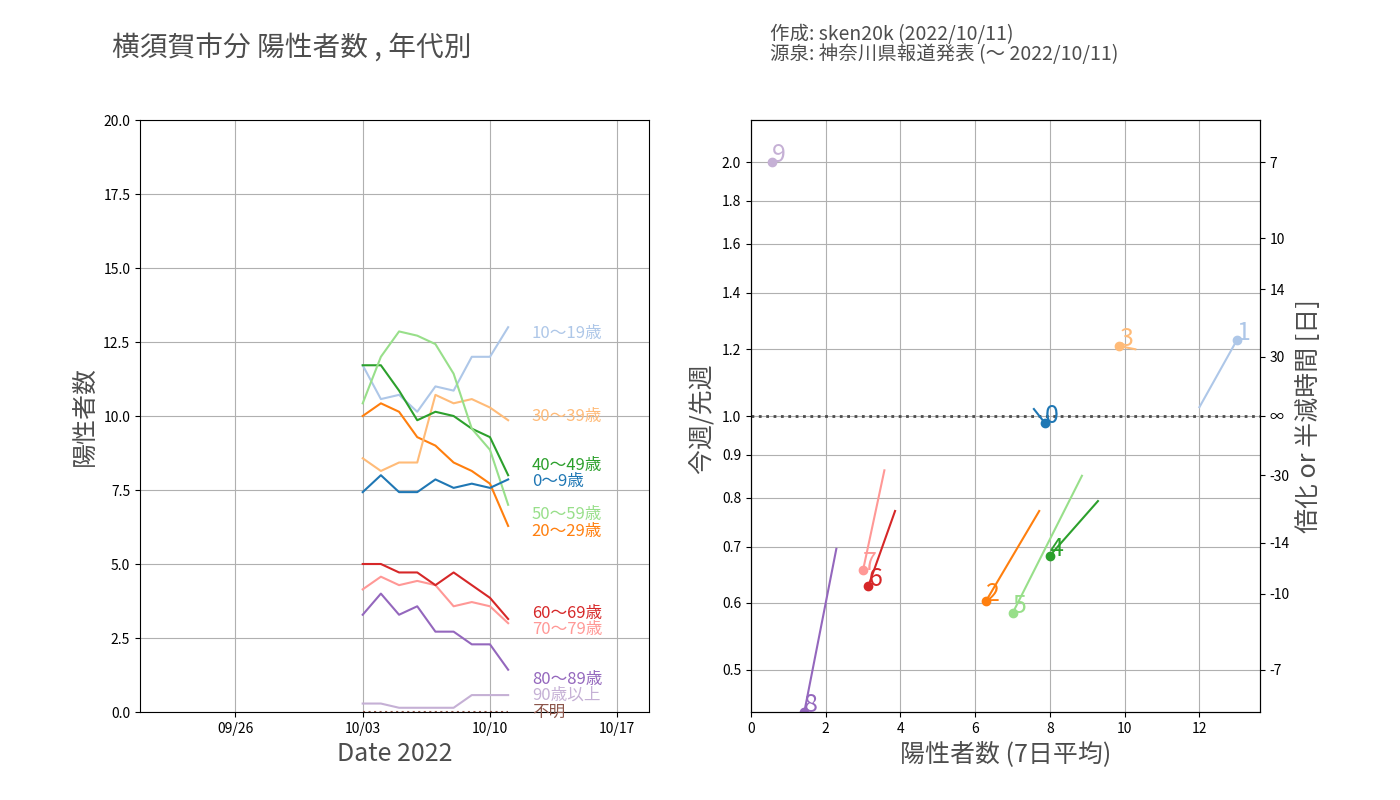 横須賀市分 陽性者数 , 年代別
作成: sken20k (2022/10/11)
源泉: 神奈川県報道発表 (〜 2022/10/11)
陽性者数
20.0
17.5
15.0
12.5
10.0
7.5
5.0
2.5
0.0
10〜19歳
30〜39歳
40〜49歳
0〜9歳
50〜59歳
20〜29歳
60〜69歳
70〜79歳
80〜89歳
90歳以上
不明
09/26
10/03
10/10
10/17
Date 2022
今週/先週
2.0
1.8
1.6
1.4
1.2
1.0
0.9
0.8
0.7
0.6
0.5
9
3
1
0
7
6
4
2
5
8
0
2
4
6
8
10
12
陽性者数 (7日平均)
7
10
14
30
∞
-30
-14
-10
-7
倍化 or 半減時間 [日]